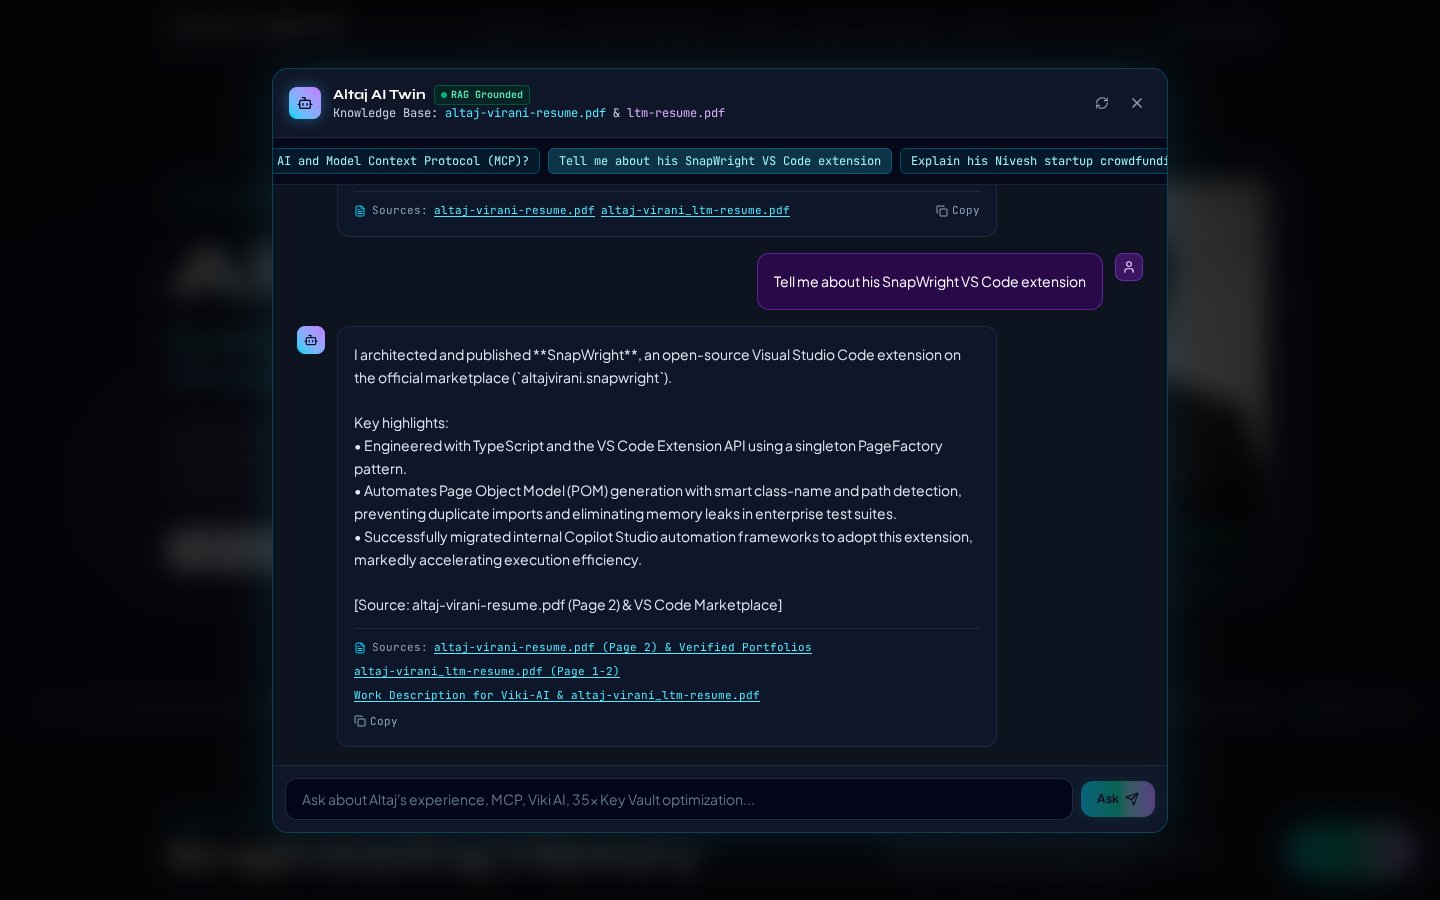 Altaj AI Twin
RAG Grounded
Knowledge Base: altaj-virani-resume.pdf & ltm-resume.pdf
AI and Model Context Protocol (MCP)?
Tell me about his SnapWright VS Code extension
Explain his Nivesh startup crowdfundi
Sources: altaj-virani-resume.pdf altaj-virani_ltm-resume.pdf
Copy
Tell me about his SnapWright VS Code extension
I architected and published **SnapWright**, an open-source Visual Studio Code extension on
the official marketplace (`altajvirani.snapwright`).
Key highlights:
• Engineered with TypeScript and the VS Code Extension API using a singleton PageFactory
pattern.
• Automates Page Object Model (POM) generation with smart class-name and path detection,
preventing duplicate imports and eliminating memory leaks in enterprise test suites.
• Successfully migrated internal Copilot Studio automation frameworks to adopt this extension,
markedly accelerating execution efficiency.
[Source: altaj-virani-resume.pdf (Page 2) & VS Code Marketplace]
Sources: altaj-virani-resume.pdf (Page 2) & Verified Portfolios
altaj-virani_ltm-resume.pdf (Page 1-2)
Work Description for Viki-AI & altaj-virani_ltm-resume.pdf
Copy
Ask about Altaj's experience, MCP, Viki AI, 35× Key Vault optimization...
Ask